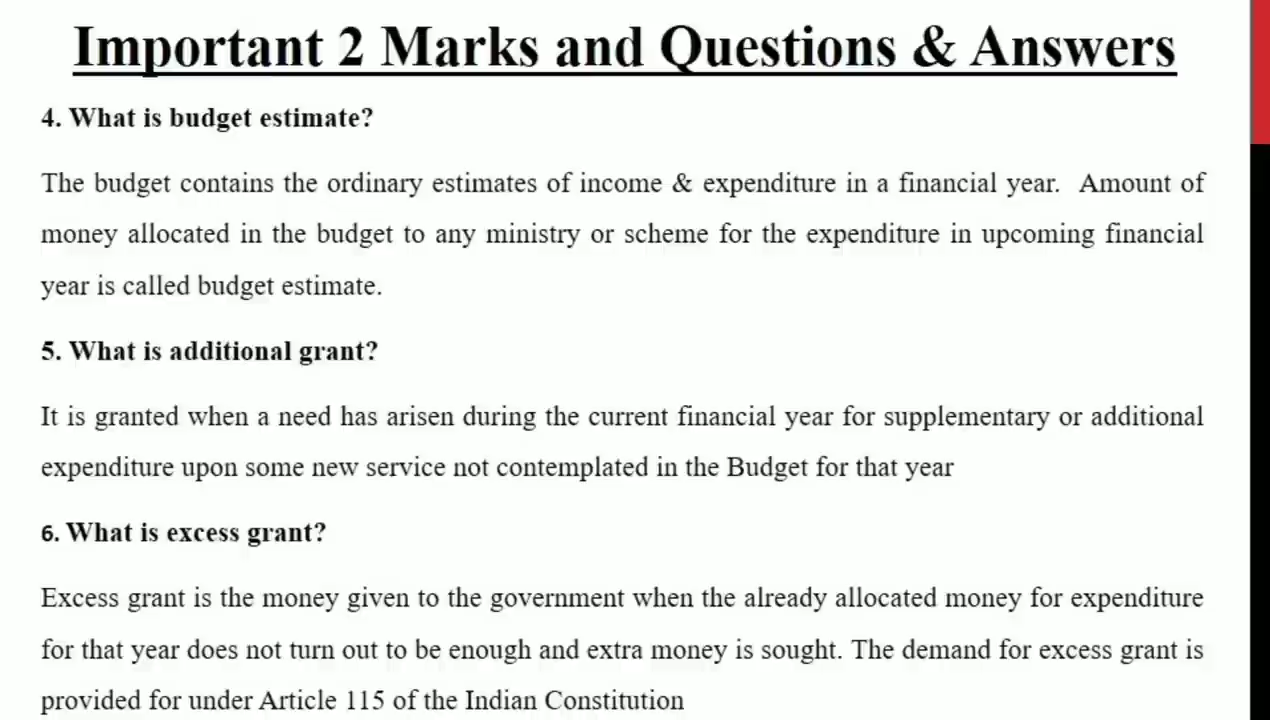 Important 2 Marks and Questions & Answers
4. What is budget estimate?
The budget contains the ordinary estimates of income & expenditure in a financial year. Amount of
money allocated in the budget to any ministry or scheme for the expenditure in upcoming financial
year is called budget estimate.
5. What is additional grant?
It is granted when a need has arisen during the current financial year for supplementary or additional
expenditure upon some new service not contemplated in the Budget for that year
6. What is excess grant?
Excess grant is the money given to the government when the already allocated money for expenditure
for that year does not turn out to be enough and extra money is sought. The demand for excess grant is
provided for under Article 115 of the Indian Constitution